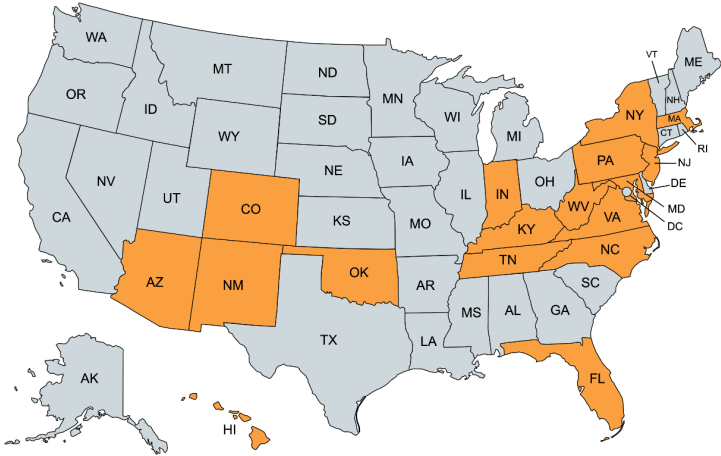 WA
OR
CA
NV
ID
MT
WY
UT
CO
AZ
NM
ND
SD
NE
KS
OK
TX
MN
IA
MO
AR
LA
WI
IL
MS
MI
IN
OH
KY
TN
AL
GA
FL
SC
NC
VA
WV
PA
NY
VT
NH
ME
MA
CT
RI
NJ
DE
MD
DC
AK
HI